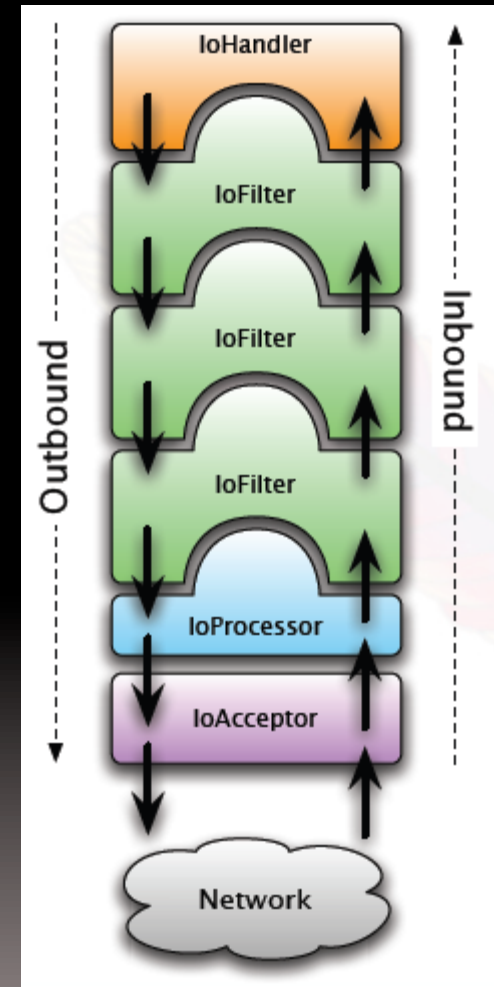 IoHandler
IoFilter
IoFilter
IoFilter
IoProcessor
IoAcceptor
Network
Outbound
Inbound